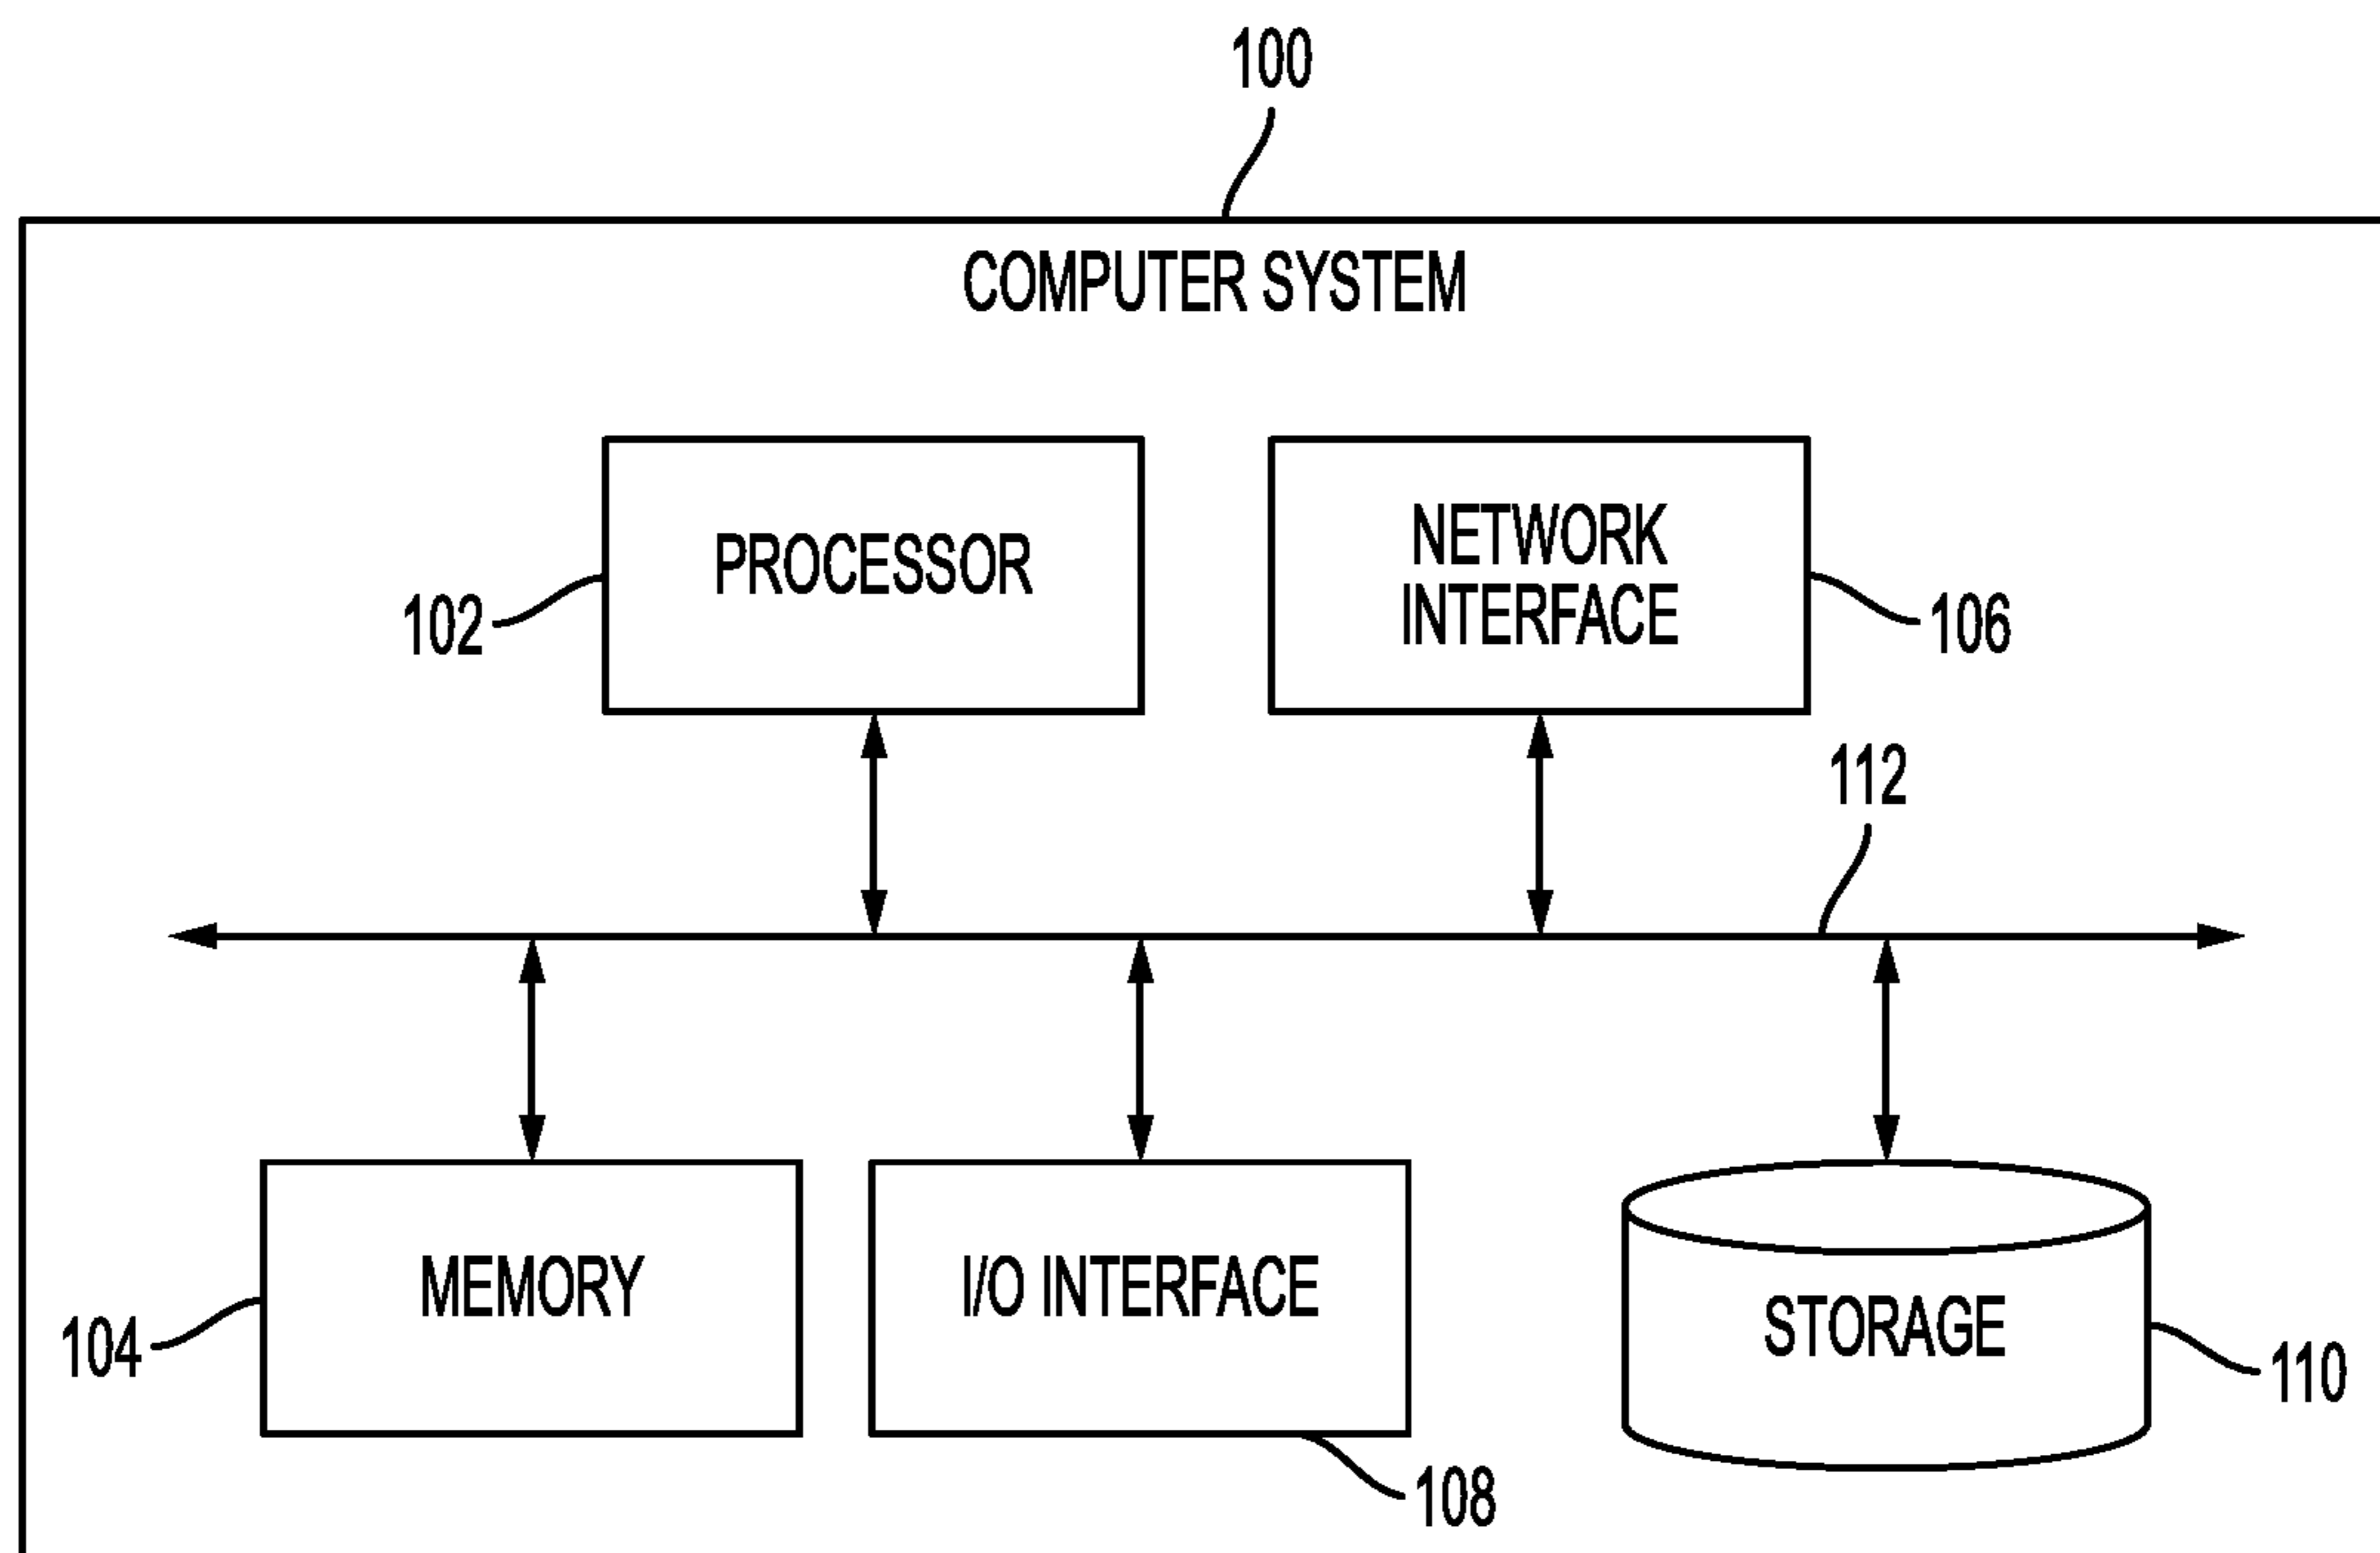 100
COMPUTER SYSTEM
PROCESSOR
NETWORK
INTERFACE
102
106
112
MEMORY
I/O INTERFACE
STORAGE
104
110
108